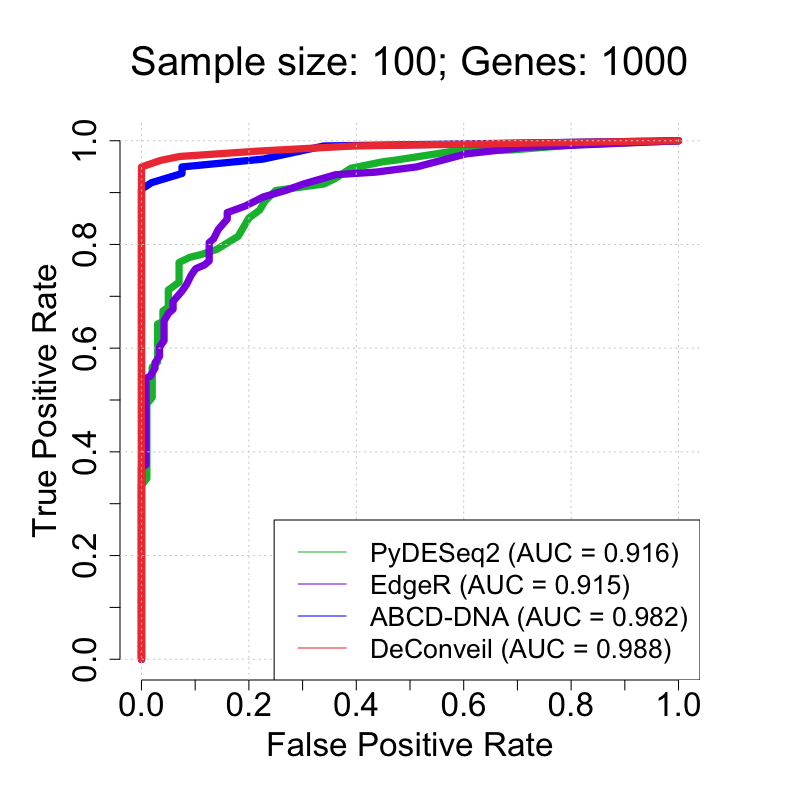 Sample size: 100; Genes: 1000
True Positive Rate
1.0
0.8
0.6
0.4
0.2
0.0
PyDESeq2 (AUC = 0.916)
EdgeR (AUC = 0.915)
ABCD-DNA (AUC = 0.982)
DeConveil (AUC = 0.988)
0.0 0.2 0.4 0.6 0.8 1.0
False Positive Rate